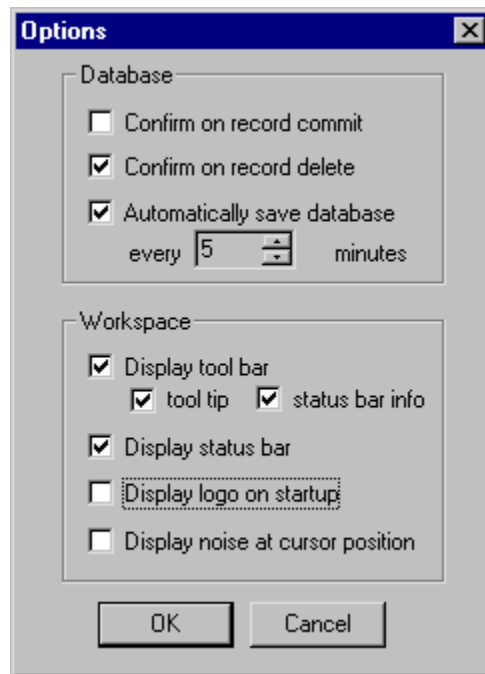 Options
Database
Confirm on record commit
Confirm on record delete
Automatically save database
every 5 minutes
Workspace
Display tool bar
tool tip status bar info
Display status bar
Display logo on startup
Display noise at cursor position
OK Cancel